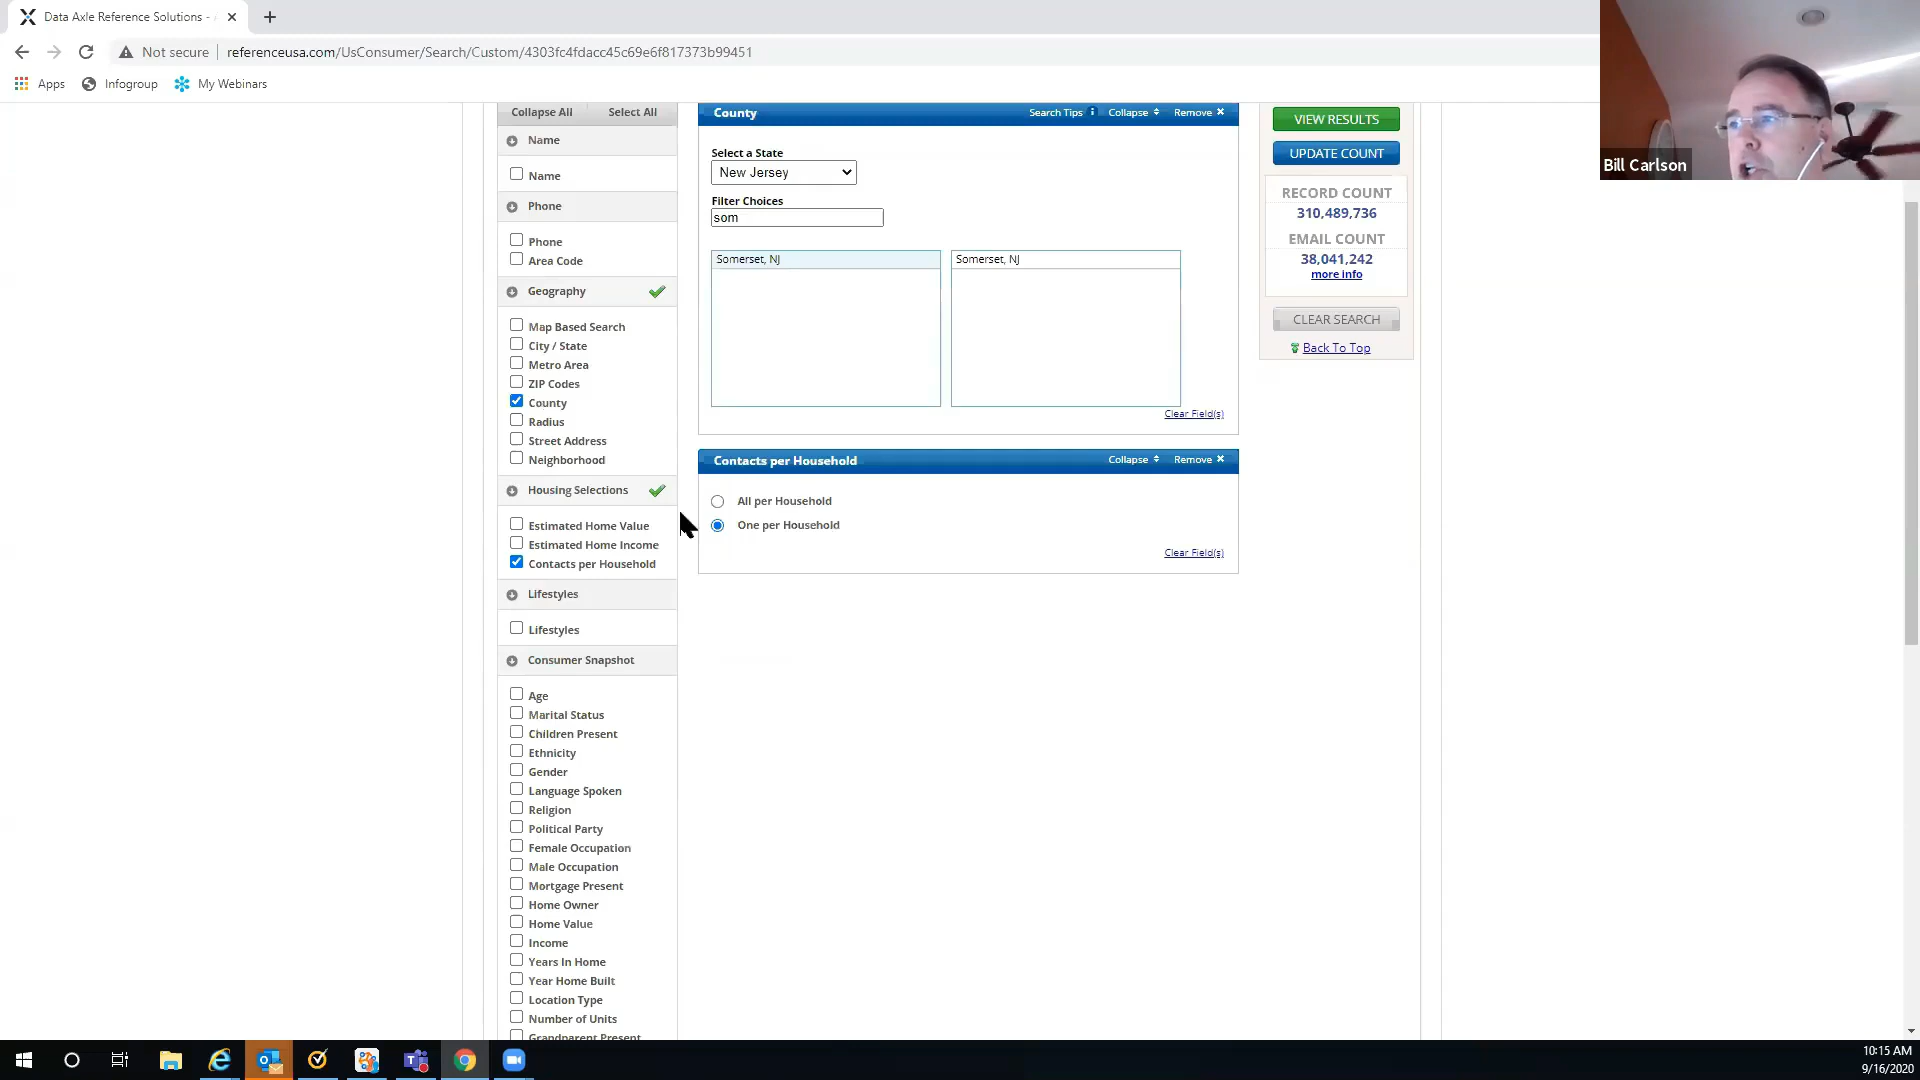 Data Axle Reference Solutions -
Not secure
referenceusa.com/UsConsumer/Search/Custom/4303fc4fdacc45c69e6f817373b99451
Apps
Infogroup
My Webinars
Bill Carlson
Collapse All
Select All
Name
Name
Phone
Phone
Area Code
Geography
Map Based Search
City / State
Metro Area
ZIP Codes
County
Radius
Street Address
Neighborhood
Housing Selections
Estimated Home Value
Estimated Home Income
Contacts per Household
Lifestyles
Lifestyles
Consumer Snapshot
Age
Marital Status
Children Present
Ethnicity
Gender
Language Spoken
Religion
Political Party
Female Occupation
Male Occupation
Mortgage Present
Home Owner
Home Value
Income
Years In Home
Year Home Built
Location Type
Number of Units
Grandparent Present
County
Search Tips
Collapse
Remove
Select a State
New Jersey
Filter Choices
som
Somerset, NJ
Somerset, NJ
Clear Field(s)
Contacts per Household
Collapse
Remove
All per Household
One per Household
Clear Field(s)
VIEW RESULTS
UPDATE COUNT
RECORD COUNT
310,489,736
EMAIL COUNT
38,041,242
more info
CLEAR SEARCH
Back To Top
10:15 AM
9/16/2020